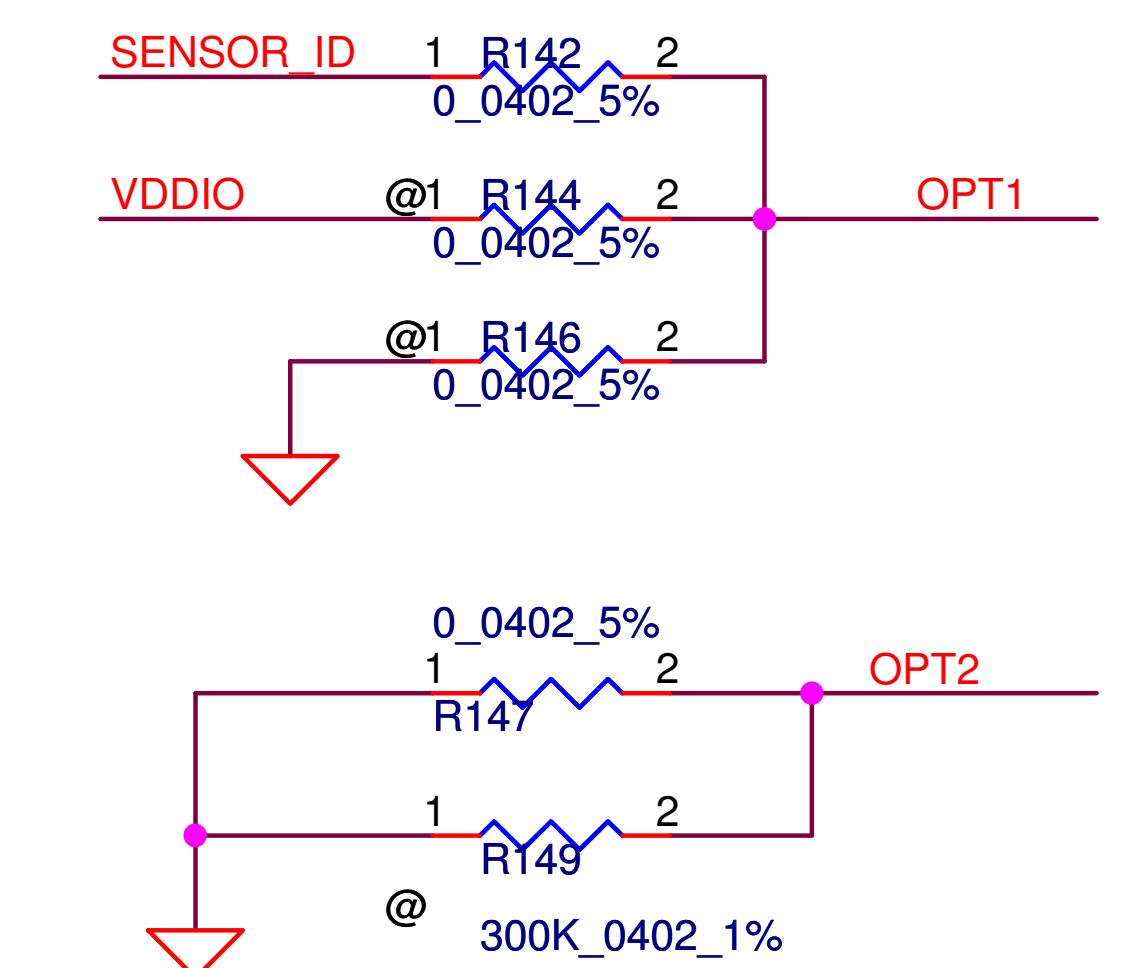 SENSOR_ID 1 R142 2
0_0402_5%
VDDIO @1 R144 2 OPT1
0_0402_5%
@1 R146 2
0_0402_5%
0_0402_5%
1 2 OPT2
R147
1 2
R149
@
300K_0402_1%